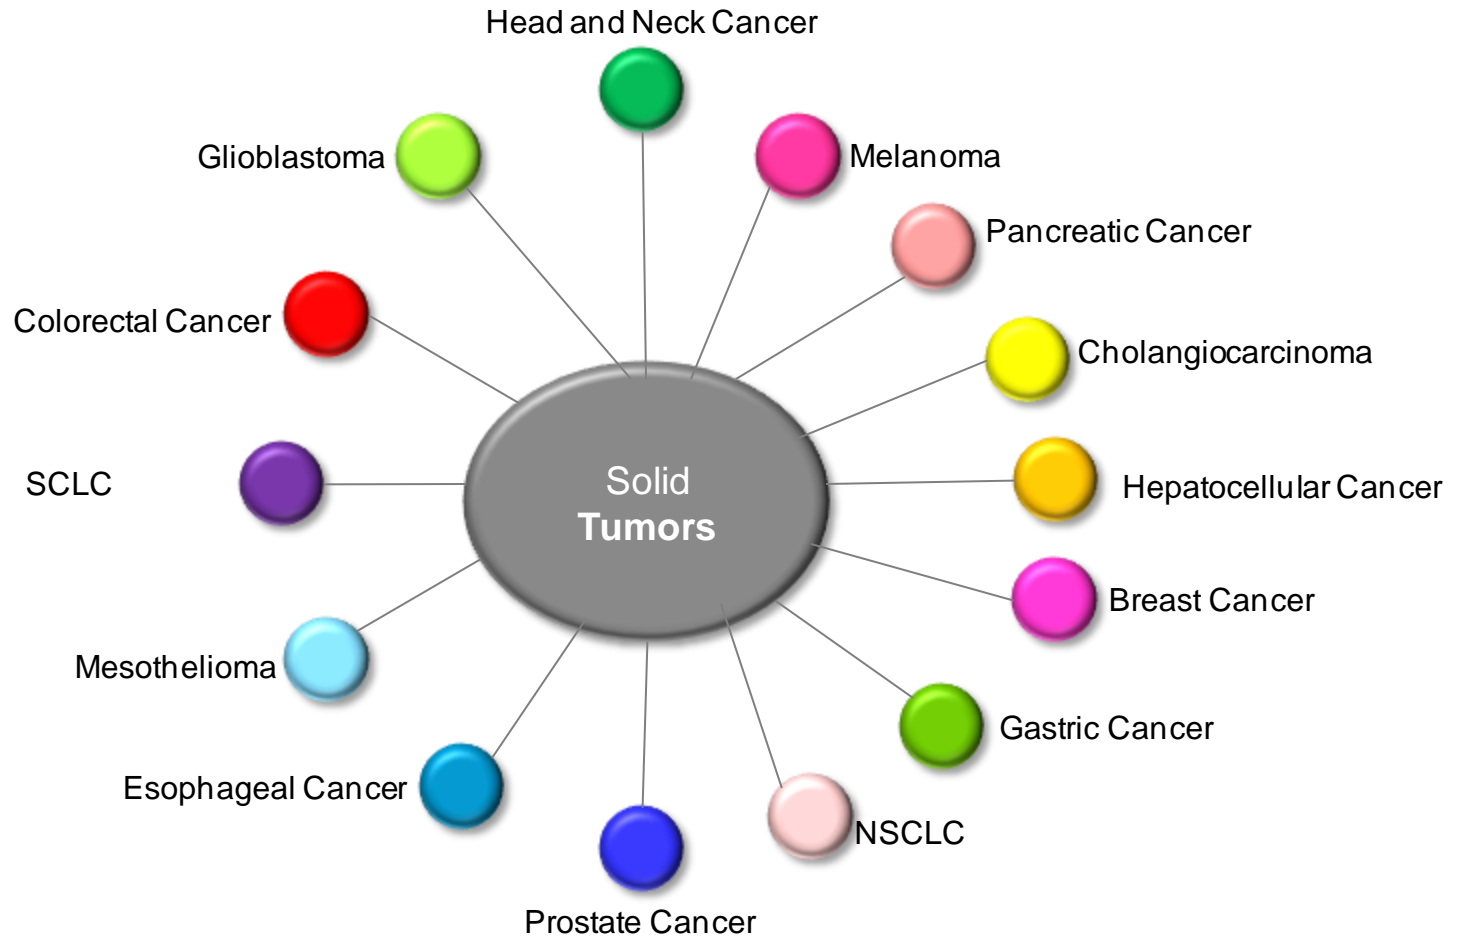 Head and Neck Cancer
Glioblastoma
Melanoma
Pancreatic Cancer
Colorectal Cancer
Cholangiocarcinoma
SCLC
Solid
Tumors
Hepatocellular Cancer
Breast Cancer
Mesothelioma
Gastric Cancer
Esophageal Cancer
NSCLC
Prostate Cancer